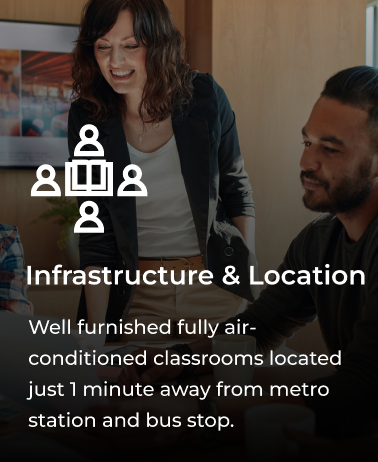 Infrastructure & Location
Well furnished fully air-
conditioned classrooms located
just 1 minute away from metro
station and bus stop.